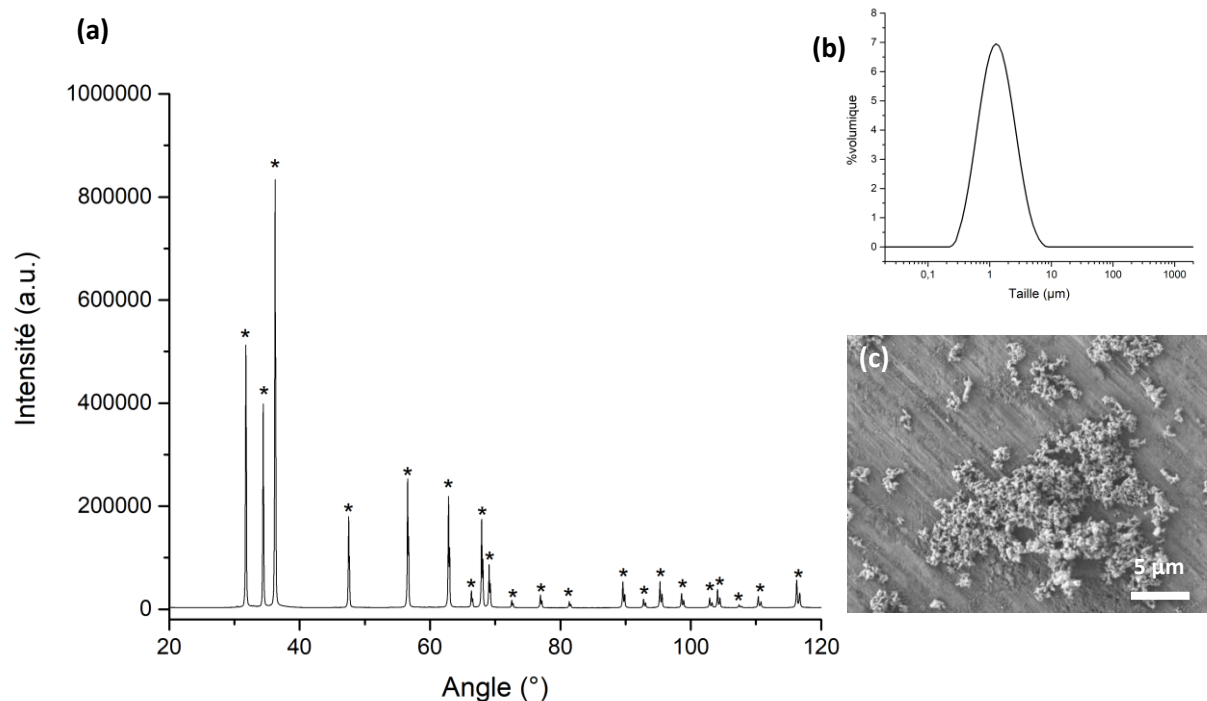 (a)
1000000
800000
600000
400000
200000
0
20 40 60 80 100 120
Intensité (a.u.)
Angle (°)
* * * * * * * * * * * * * * * * * * * * *
(b)
8
7
6
5
4
3
2
1
0
0,1 1 10 100 1000
%volumique
Taille (µm)
(c)
5 µm